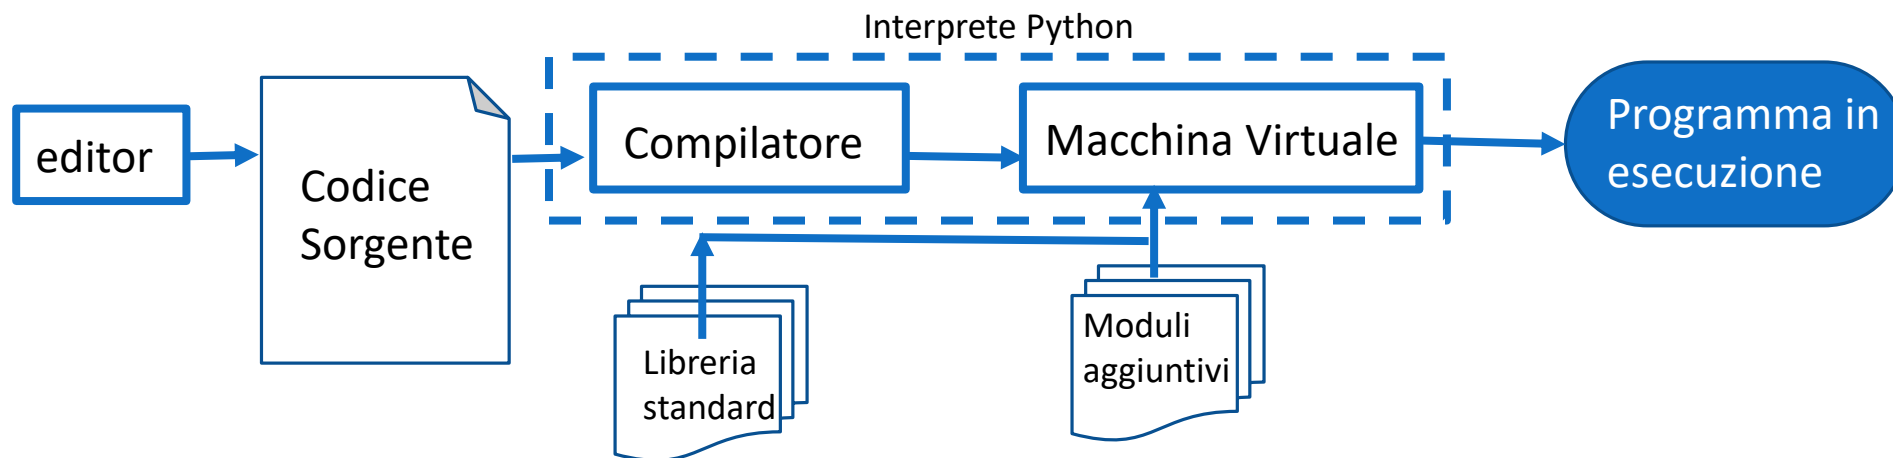 Interprete Python
editor
Codice
Sorgente
Compilatore
Macchina Virtuale
Programma in
esecuzione
Libreria
standard
Moduli
aggiuntivi